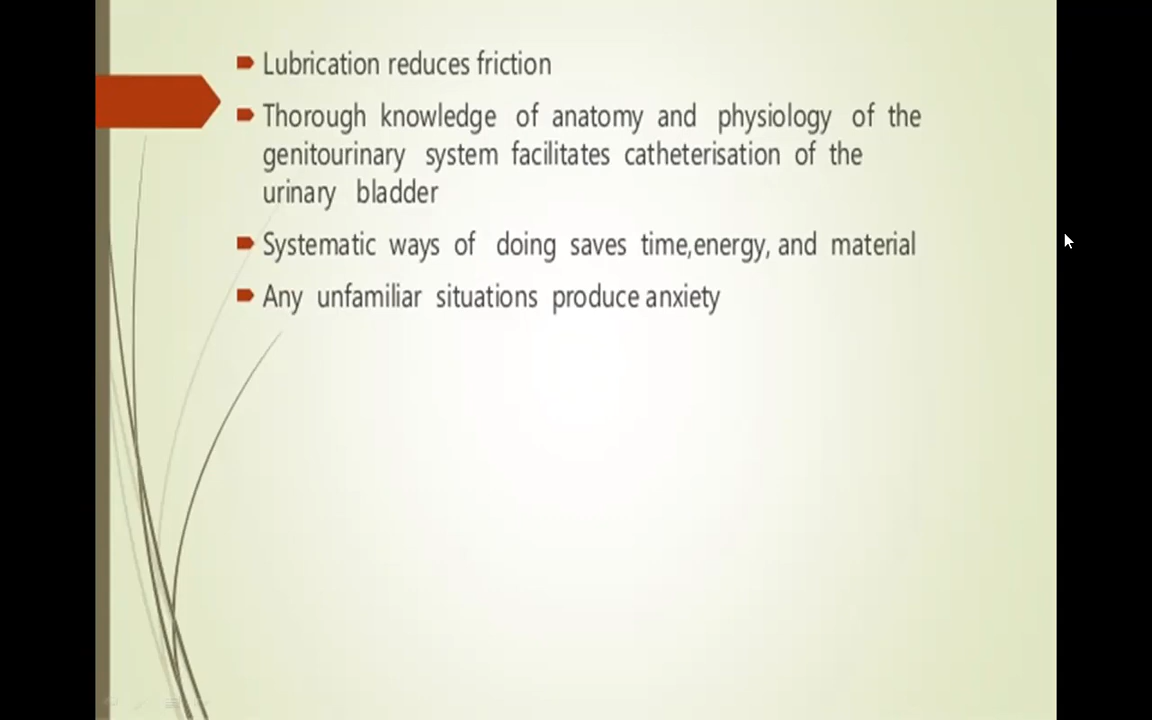 Lubrication reduces friction
Thorough knowledge of anatomy and physiology of the
genitourinary system facilitates catheterisation of the
urinary bladder
Systematic ways of doing saves time,energy, and material
Any unfamiliar situations produce anxiety